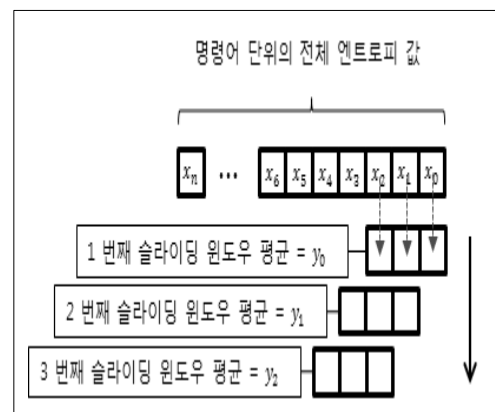 명령어 단위의 전체 엔트로피 값
xₙ ... x₆ x₅ x₄ x₃ x₂ x₁ x₀
1 번째 슬라이딩 윈도우 평균 = y₀
2 번째 슬라이딩 윈도우 평균 = y₁
3 번째 슬라이딩 윈도우 평균 = y₂